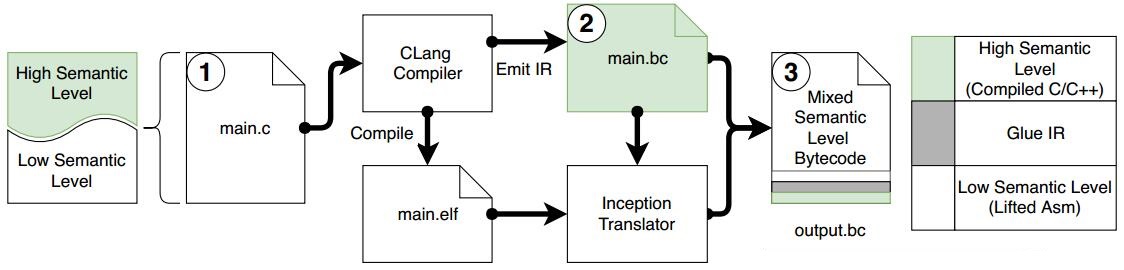 High Semantic
Level
Low Semantic
Level
1
main.c
CLang
Compiler
Emit IR
Compile
main.elf
2
main.bc
Inception
Translator
3
Mixed
Semantic
Level
Bytecode
output.bc
High Semantic
Level
(Compiled C/C++)
Glue IR
Low Semantic Level
(Lifted Asm)